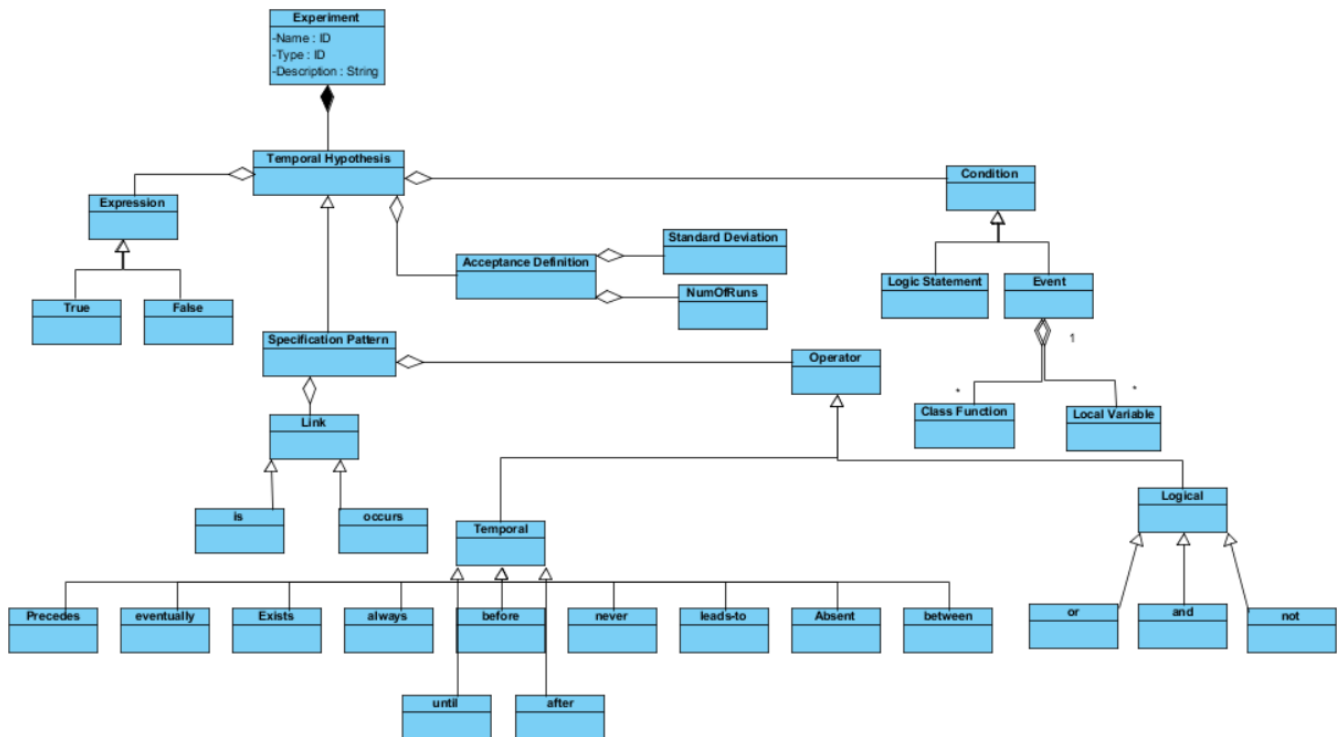 Experiment
-Name : ID
-Type : ID
-Description : String
Temporal Hypothesis
Condition
Expression
Standard Deviation
Acceptance Definition
Logic Statement
Event
NumOfRuns
True
False
1
Specification Pattern
Operator
*
*
Class Function
Local Variable
Link
Logical
is
occurs
Temporal
Precedes
eventually
Exists
always
before
never
leads-to
Absent
between
or
and
not
until
after